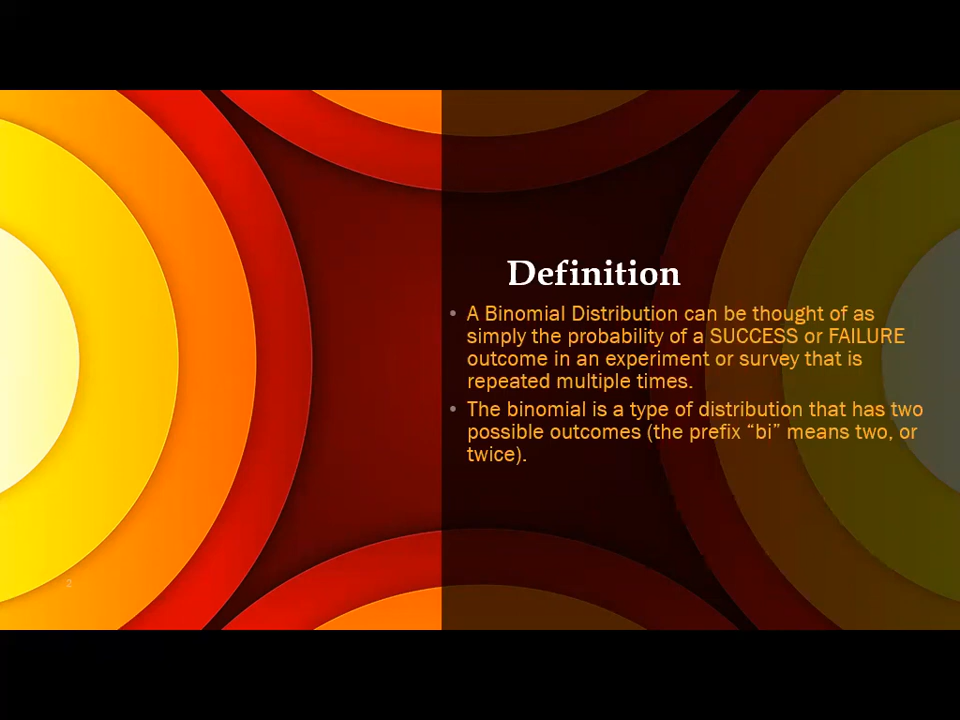 Definition
• A Binomial Distribution can be thought of as
simply the probability of a SUCCESS or FAILURE
outcome in an experiment or survey that is
repeated multiple times.
• The binomial is a type of distribution that has two
possible outcomes (the prefix “bi” means two, or
twice).
2